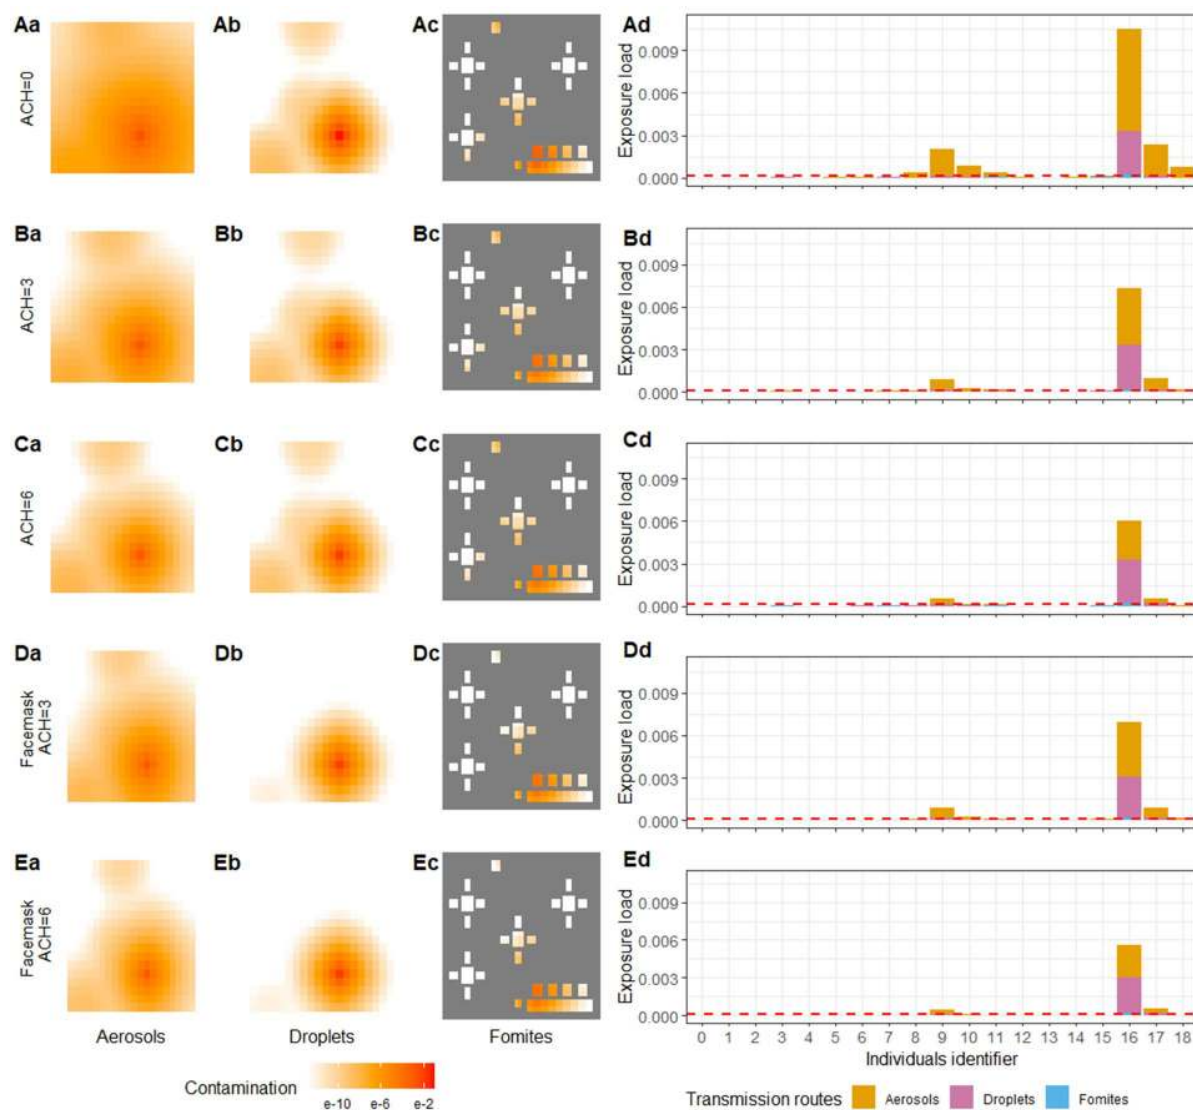 Aa Ab Ac Ad
ACH=0
Exposure load
0.009
0.006
0.003
0.000
Ba Bb Bc Bd
ACH=3
Exposure load
0.009
0.006
0.003
0.000
Ca Cb Cc Cd
ACH=6
Exposure load
0.009
0.006
0.003
0.000
Da Db Dc Dd
Facemask
ACH=3
Exposure load
0.009
0.006
0.003
0.000
Ea Eb Ec Ed
Facemask
ACH=6
Exposure load
0.009
0.006
0.003
0.000
0 1 2 3 4 5 6 7 8 9 10 11 12 13 14 15 16 17 18
Aerosols Droplets Fomites
Individuals identifier
Contamination
e-10 e-6 e-2
Transmission routes Aerosols Droplets Fomites